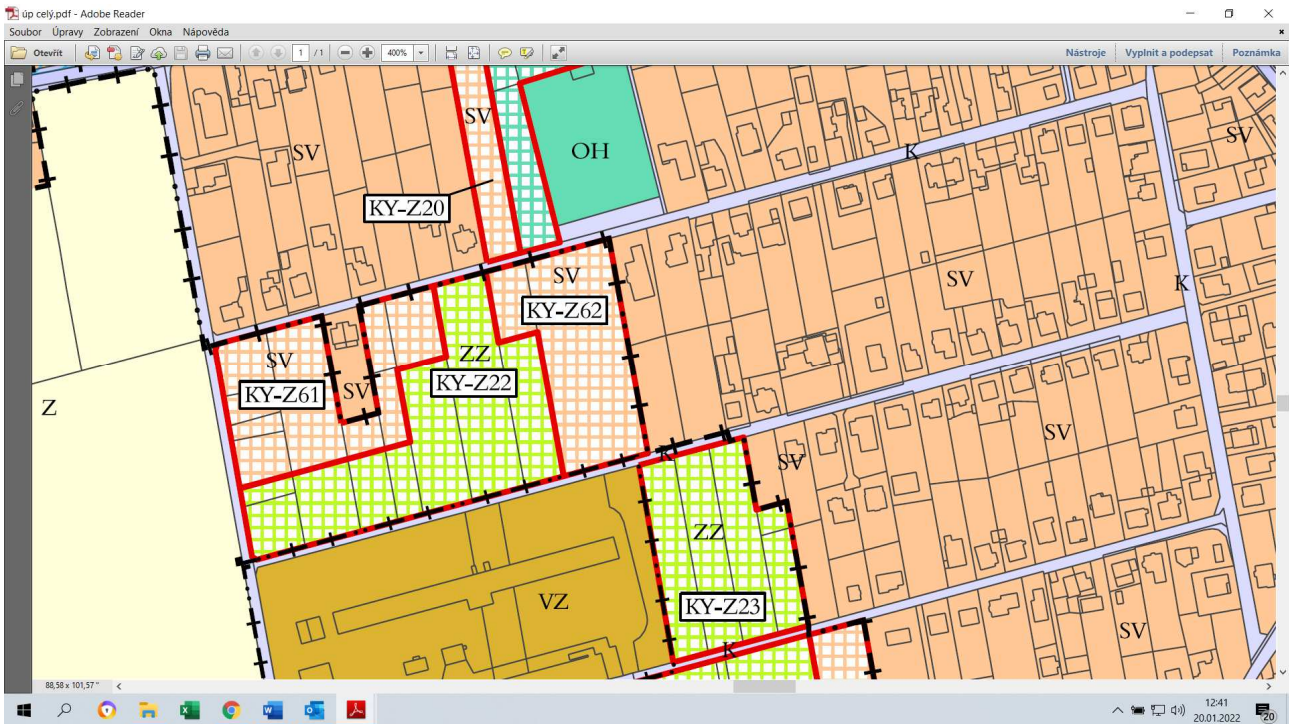 úp celý.pdf - Adobe Reader
Soubor Úpravy Zobrazení Okna Nápověda
Otevřít 1 / 1 400% Nástroje Vyplnit a podepsat Poznámka
SV
SV
OH
K
SV
KY-Z20
SV
KY-Z62
SV
K
SV
KY-Z61
SV
ZZ
KY-Z22
Z
SV
K
SV
ZZ
VZ
KY-Z23
SV
K
88,58 x 101,57 "
12:41
20.01.2022
20